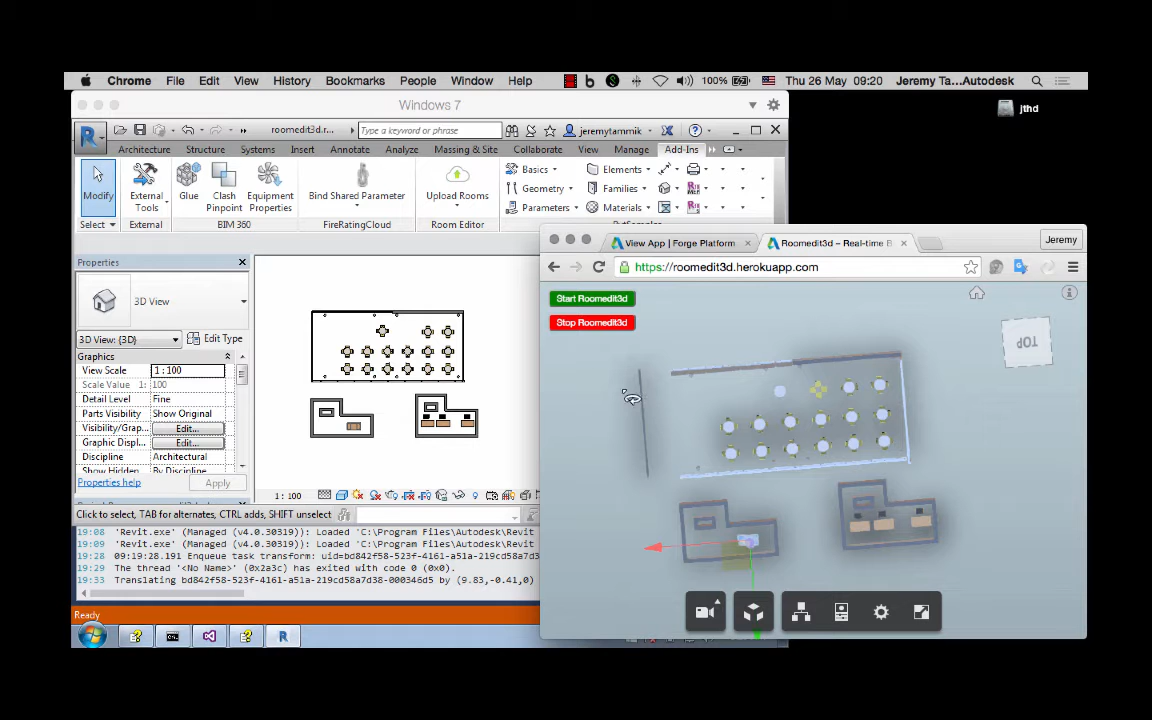 Chrome File Edit View History Bookmarks People Window Help 100% Thu 26 May 09:20 Jeremy Ta...Autodesk
jthd
Windows 7
roomedit3d.r... Type a keyword or phrase jeremytammik
Architecture Structure Systems Insert Annotate Analyze Massing & Site Collaborate View Manage Add-Ins
Modify External Tools Glue Clash Pinpoint Equipment Properties Bind Shared Parameter Upload Rooms
Basics Elements
Geometry Families
Parameters Materials
Select External BIM 360 FireRatingCloud Room Editor
View App | Forge Platform Roomedit3d – Real-time B Jeremy
https://roomedit3d.herokuapp.com
Start Roomedit3d
Stop Roomedit3d
TOP
Properties
3D View
3D View: {3D} Edit Type
Graphics
View Scale 1 : 100
Scale Value 1: 100
Detail Level Fine
Parts Visibility Show Original
Visibility/Grap... Edit...
Graphic Displ... Edit...
Discipline Architectural
Show Hidden By Discipline
Properties help Apply
1 : 100
Click to select, TAB for alternates, CTRL adds, SHIFT unselect
19:08 'Revit.exe' (Managed (v4.0.30319)): Loaded 'C:\Program Files\Autodesk\Revit
19:09 'Revit.exe' (Managed (v4.0.30319)): Loaded 'C:\Program Files\Autodesk\Revit
19:28 09:19:28.191 Enqueue task transform: uid=bd842f58-523f-4161-a51a-219cd58a7d
19:29 The thread '<No Name>' (0x2a3c) has exited with code 0 (0x0).
19:33 Translating bd842f58-523f-4161-a51a-219cd58a7d38-000346d5 by (9.83,-0.41,0)
Ready